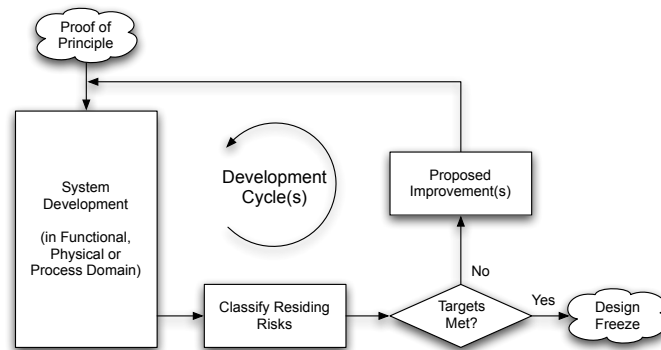 Proof of
Principle
System
Development
(in Functional,
Physical or
Process Domain)
Development
Cycle(s)
Proposed
Improvement(s)
No
Classify Residing
Risks
Targets
Met?
Yes
Design
Freeze